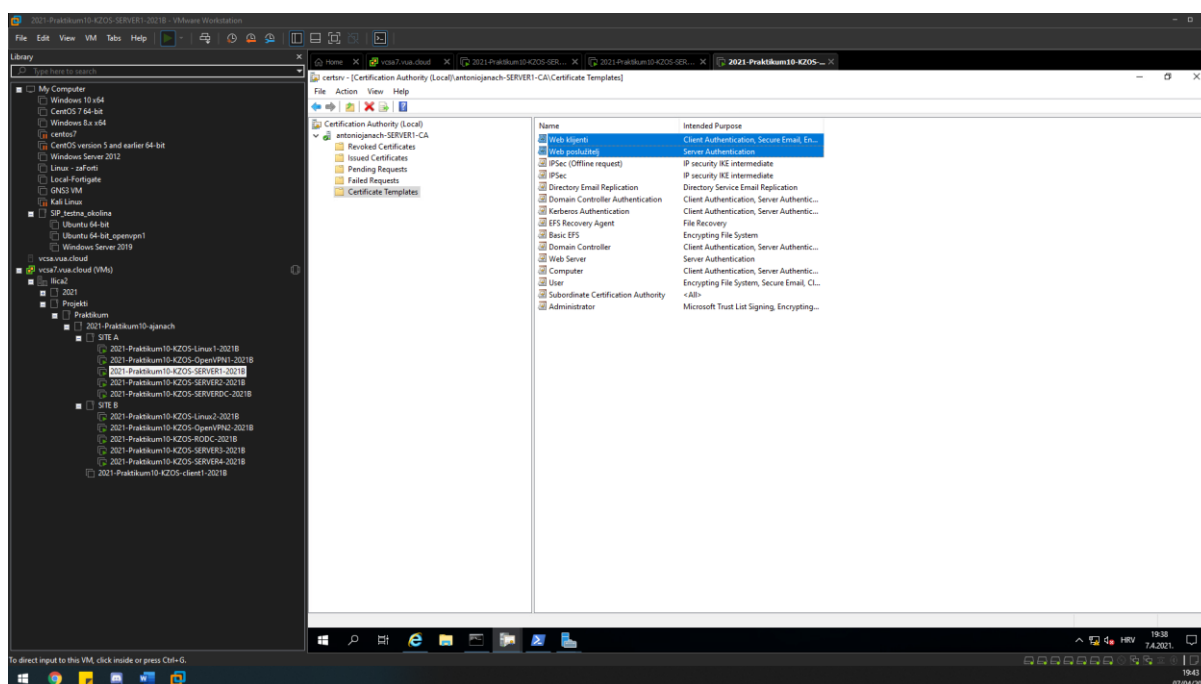 2021-Praktikum10-KZOS-SERVER1-2021B - VMware Workstation
File Edit View VM Tabs Help
Library
Type here to search
My Computer
Windows 10 x64
CentOS 7 64-bit
Windows 8.x x64
centos7
CentOS version 5 and earlier 64-bit
Windows Server 2012
Linux - zaForti
Local-Fortigate
GNS3 VM
Kali Linux
SIP_testna_okolina
Ubuntu 64-bit
Ubuntu 64-bit_openvpn1
Windows Server 2019
vcsa.vua.cloud
vcsa7.vua.cloud (VMs)
Ilica2
2021
Projekti
Praktikum
2021-Praktikum10-ajanach
SITE A
2021-Praktikum10-KZOS-Linux1-2021B
2021-Praktikum10-KZOS-OpenVPN1-2021B
2021-Praktikum10-KZOS-SERVER1-2021B
2021-Praktikum10-KZOS-SERVER2-2021B
2021-Praktikum10-KZOS-SERVERDC-2021B
SITE B
2021-Praktikum10-KZOS-Linux2-2021B
2021-Praktikum10-KZOS-OpenVPN2-2021B
2021-Praktikum10-KZOS-RODC-2021B
2021-Praktikum10-KZOS-SERVER3-2021B
2021-Praktikum10-KZOS-SERVER4-2021B
2021-Praktikum10-KZOS-client1-2021B
Home vcsa7.vua.cloud 2021-Praktikum10-KZOS-SER... 2021-Praktikum10-KZOS-SER... 2021-Praktikum10-KZOS-...
certsrv - [Certification Authority (Local)\antoniojanach-SERVER1-CA\Certificate Templates]
File Action View Help
Certification Authority (Local)
antoniojanach-SERVER1-CA
Revoked Certificates
Issued Certificates
Pending Requests
Failed Requests
Certificate Templates
Name Intended Purpose
Web klijenti Client Authentication, Secure Email, En...
Web poslužitelj Server Authentication
IPSec (Offline request) IP security IKE intermediate
IPSec IP security IKE intermediate
Directory Email Replication Directory Service Email Replication
Domain Controller Authentication Client Authentication, Server Authentic...
Kerberos Authentication Client Authentication, Server Authentic...
EFS Recovery Agent File Recovery
Basic EFS Encrypting File System
Domain Controller Client Authentication, Server Authentic...
Web Server Server Authentication
Computer Client Authentication, Server Authentic...
User Encrypting File System, Secure Email, Cl...
Subordinate Certification Authority <All>
Administrator Microsoft Trust List Signing, Encrypting...
HRV
19:38
7.4.2021.
To direct input to this VM, click inside or press Ctrl+G.
19:43